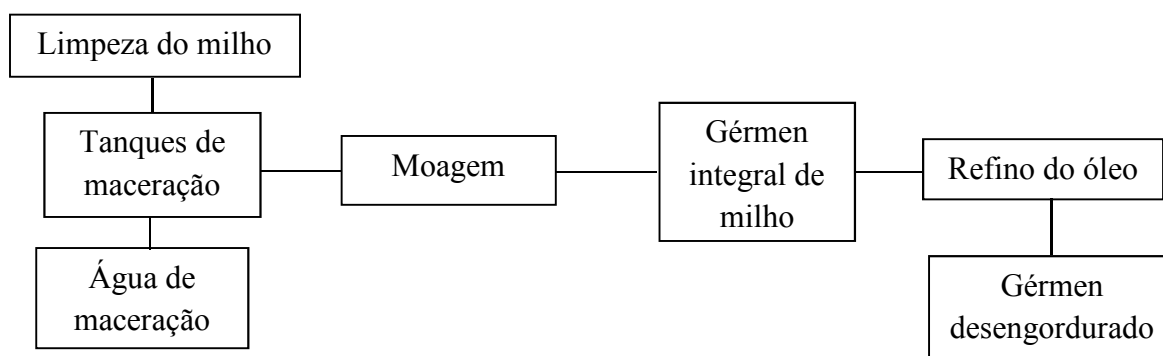 Limpeza do milho
Tanques de
maceração
Água de
maceração
Moagem
Gérmen
integral de
milho
Refino do óleo
Gérmen
desengordurado